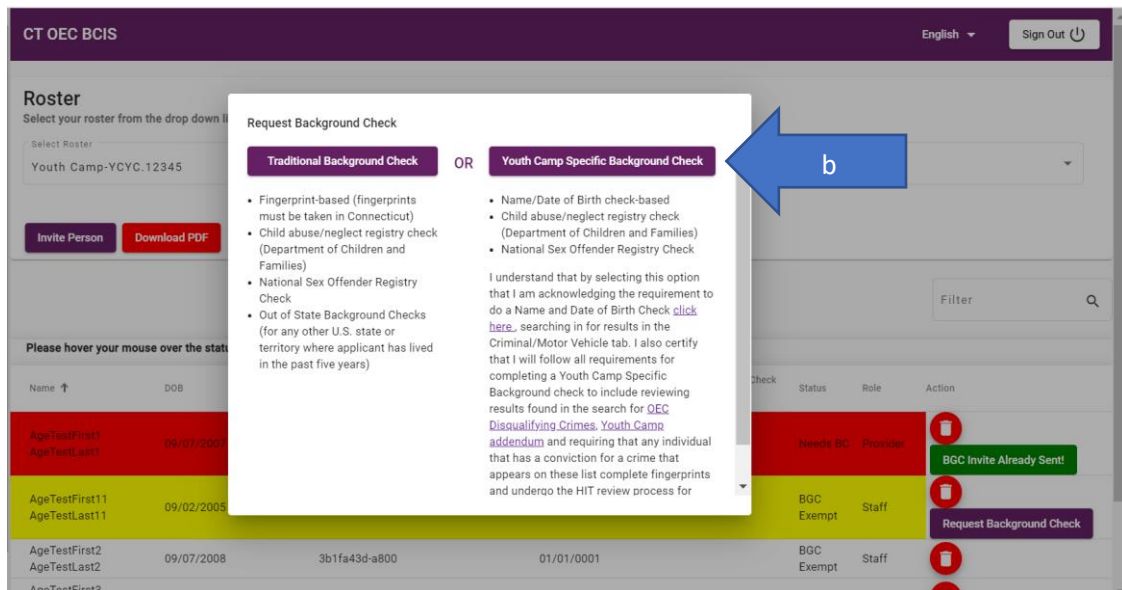 CT OEC BCIS
English
Sign Out
Roster
Select your roster from the drop down li
Select Roster
Youth Camp-YCYC.12345
Invite Person
Download PDF
Request Background Check
Traditional Background Check
OR
Youth Camp Specific Background Check
b
• Fingerprint-based (fingerprints
must be taken in Connecticut)
• Child abuse/neglect registry check
(Department of Children and
Families)
• National Sex Offender Registry
Check
• Out of State Background Checks
(for any other U.S. state or
territory where applicant has lived
in the past five years)
• Name/Date of Birth check-based
• Child abuse/neglect registry check
(Department of Children and Families)
• National Sex Offender Registry Check
I understand that by selecting this option
that I am acknowledging the requirement to
do a Name and Date of Birth Check click
here , searching in for results in the
Criminal/Motor Vehicle tab. I also certify
that I will follow all requirements for
completing a Youth Camp Specific
Background check to include reviewing
results found in the search for OEC
Disqualifying Crimes, Youth Camp
addendum and requiring that any individual
that has a conviction for a crime that
appears on these list complete fingerprints
and undergo the HIT review process for
Filter
Please hover your mouse over the statu
Name
DOB
Check
Status
Role
Action
AgeTestFirst1
AgeTestLast1
09/07/2007
Needs BC
Provider
BGC Invite Already Sent!
AgeTestFirst11
AgeTestLast11
09/02/2005
BGC
Exempt
Staff
Request Background Check
AgeTestFirst2
AgeTestLast2
09/07/2008
3b1fa43d-a800
01/01/0001
BGC
Exempt
Staff
AgeTestFirst3